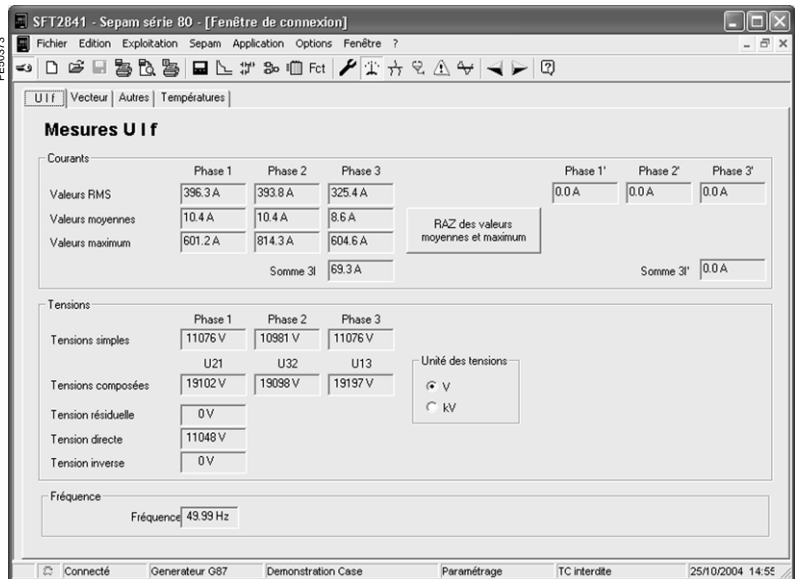 PE50373
SFT2841 - Sepam série 80 - [Fenêtre de connexion]
Fichier Edition Exploitation Sepam Application Options Fenêtre ?
Fct
U I f Vecteur Autres Températures
Mesures U I f
Courants
Phase 1 Phase 2 Phase 3 Phase 1' Phase 2' Phase 3'
Valeurs RMS 396.3 A 393.8 A 325.4 A 0.0 A 0.0 A 0.0 A
Valeurs moyennes 10.4 A 10.4 A 8.6 A
Valeurs maximum 601.2 A 814.3 A 604.6 A
RAZ des valeurs
moyennes et maximum
Somme 3I 69.3 A Somme 3I' 0.0 A
Tensions
Phase 1 Phase 2 Phase 3
Tensions simples 11076 V 10981 V 11076 V
U21 U32 U13
Tensions composées 19102 V 19098 V 19197 V
Unité des tensions
V
kV
Tension résiduelle 0 V
Tension directe 11048 V
Tension inverse 0 V
Fréquence
Fréquence 49.99 Hz
Connecté Generateur G87 Demonstration Case Paramétrage TC interdite 25/10/2004 14:55